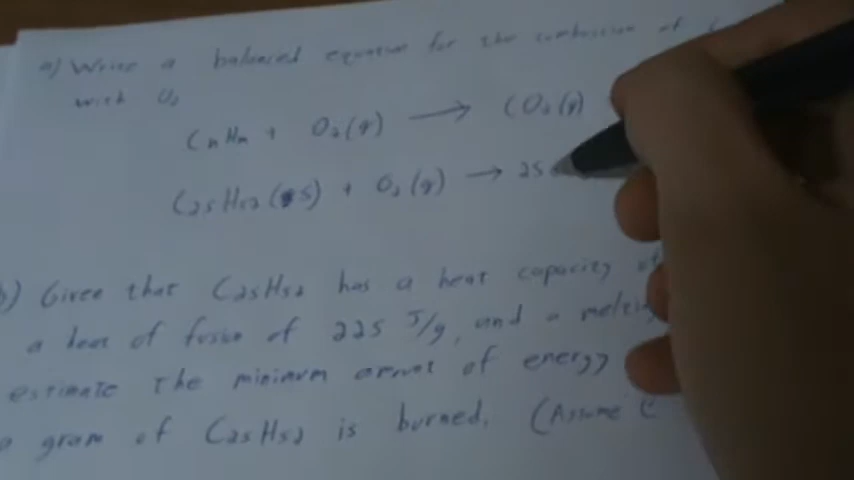 a) Write a balanced equation for the combustion of
with O₂
CnHm + O₂(g) → CO₂(g)
C₂₅H₅₂(s) + O₂(g) → 25
b) Given that C₂₅H₅₂ has a heat capacity of
a heat of fusion of 225 J/g, and a melting
estimate the minimum amount of energy
a gram of C₂₅H₅₂ is burned. (Assume